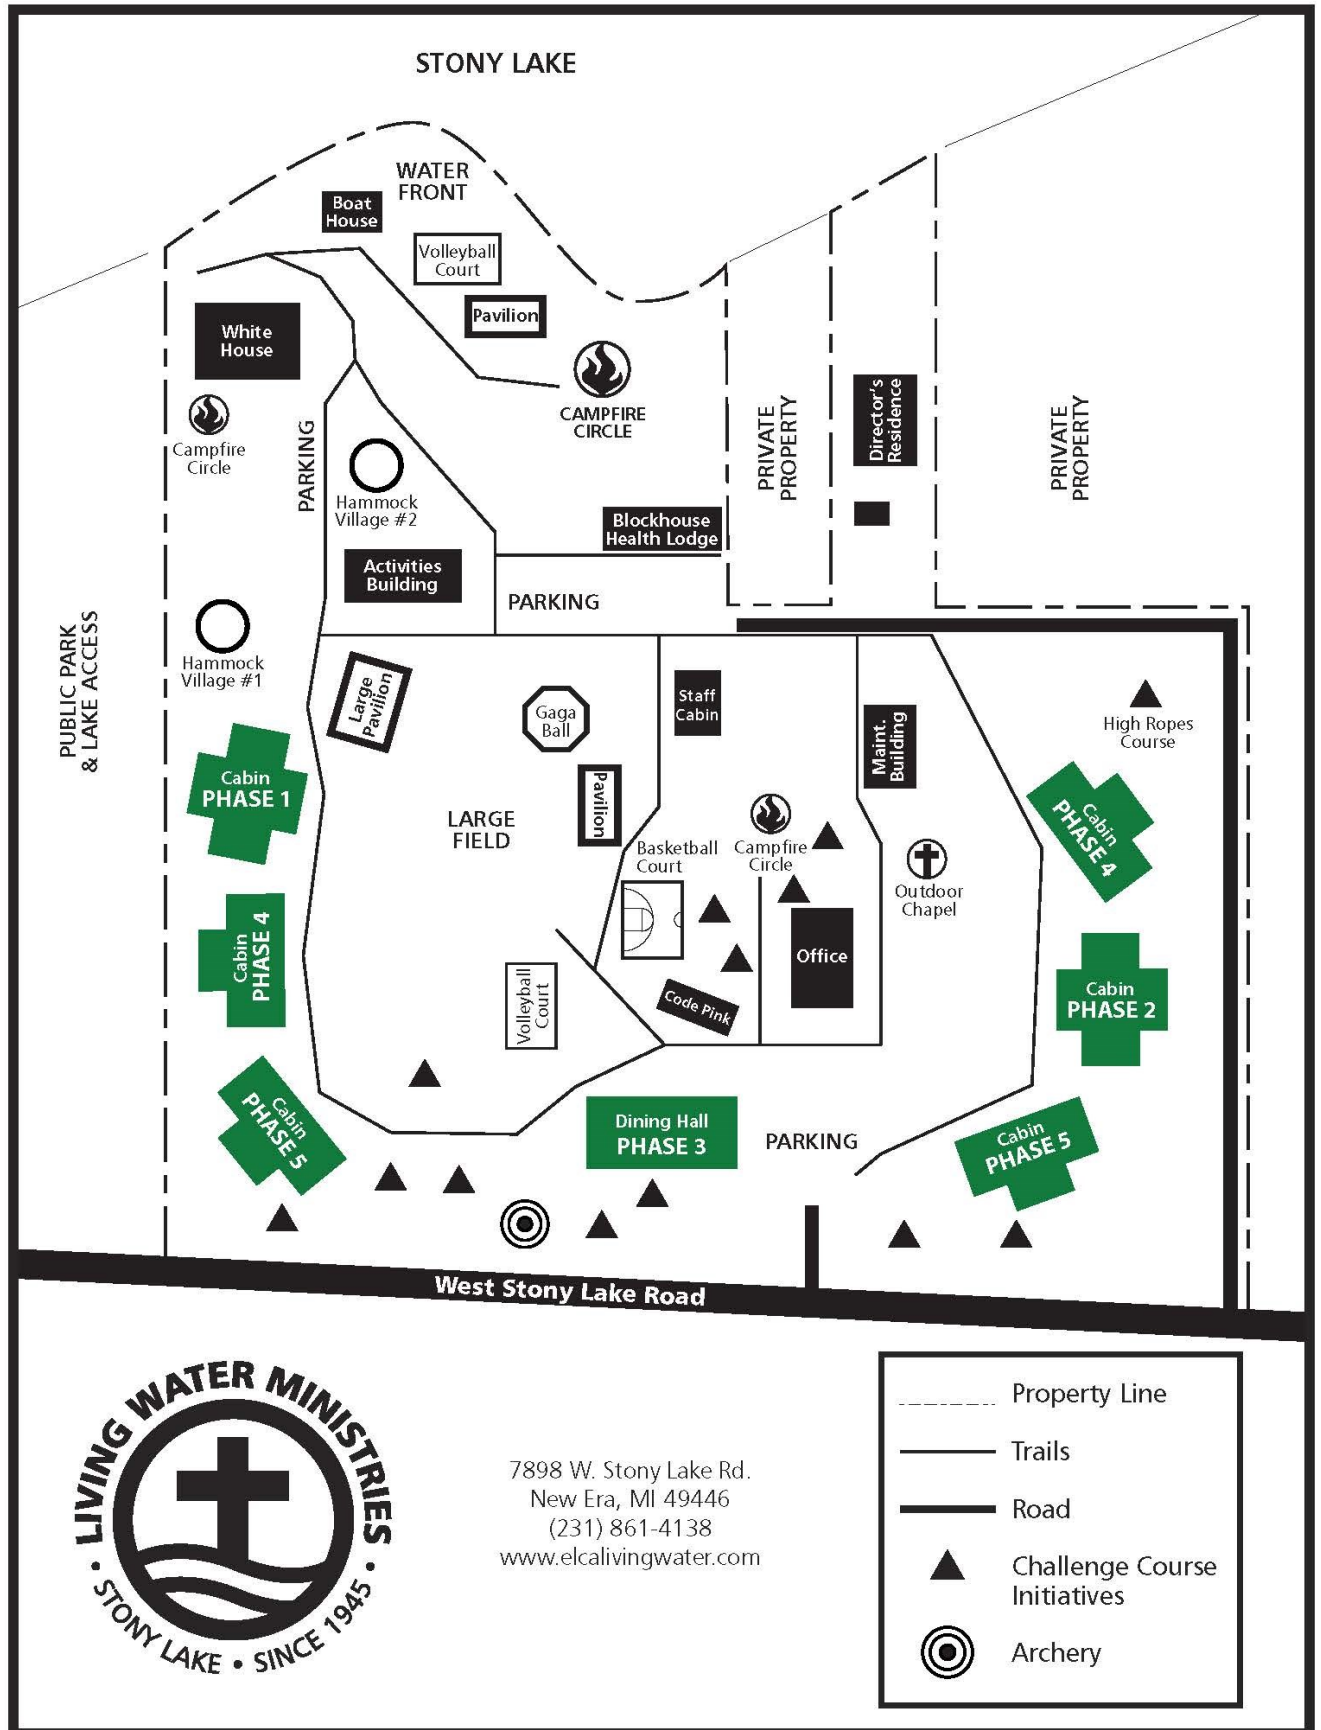 STONY LAKE
WATER
FRONT
Boat
House
Volleyball
Court
Pavilion
White
House
CAMPFIRE
CIRCLE
Campfire
Circle
PARKING
Hammock
Village #2
PRIVATE
PROPERTY
Director's
Residence
PRIVATE
PROPERTY
Blockhouse
Health Lodge
Activities
Building
PARKING
PUBLIC PARK
& LAKE ACCESS
Hammock
Village #1
Large
Pavilion
Gaga
Ball
Staff
Cabin
Maint.
Building
High Ropes
Course
Cabin
PHASE 1
LARGE
FIELD
Pavilion
Basketball
Court
Campfire
Circle
Cabin
PHASE 4
Outdoor
Chapel
Cabin
PHASE 4
Office
Volleyball
Court
Code Pink
Cabin
PHASE 2
Cabin
PHASE 5
Dining Hall
PHASE 3
PARKING
Cabin
PHASE 5
West Stony Lake Road
LIVING WATER MINISTRIES
• STONY LAKE • SINCE 1945 •
7898 W. Stony Lake Rd.
New Era, MI 49446
(231) 861-4138
www.elcalivingwater.com
Property Line
Trails
Road
Challenge Course
Initiatives
Archery